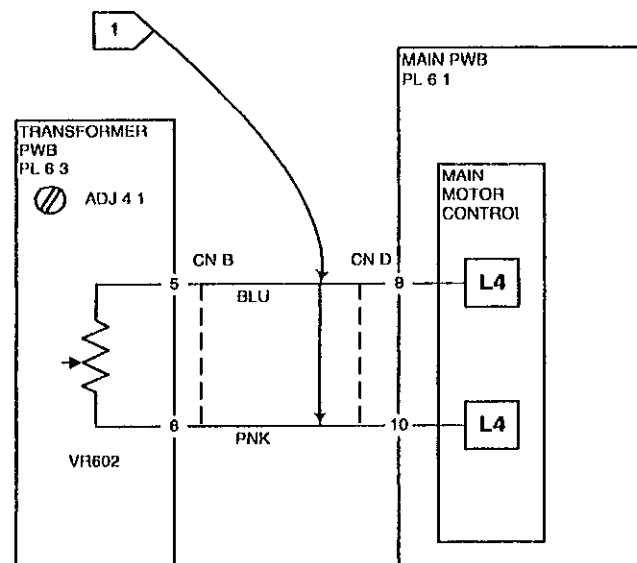 1
MAIN PWB
PL 6 1
TRANSFORMER
PWB
PL 6 3
ADJ 4 1
MAIN
MOTOR
CONTROL
CN B
CN D
5
BLU
8
L4
6
PNK
10
L4
VR602